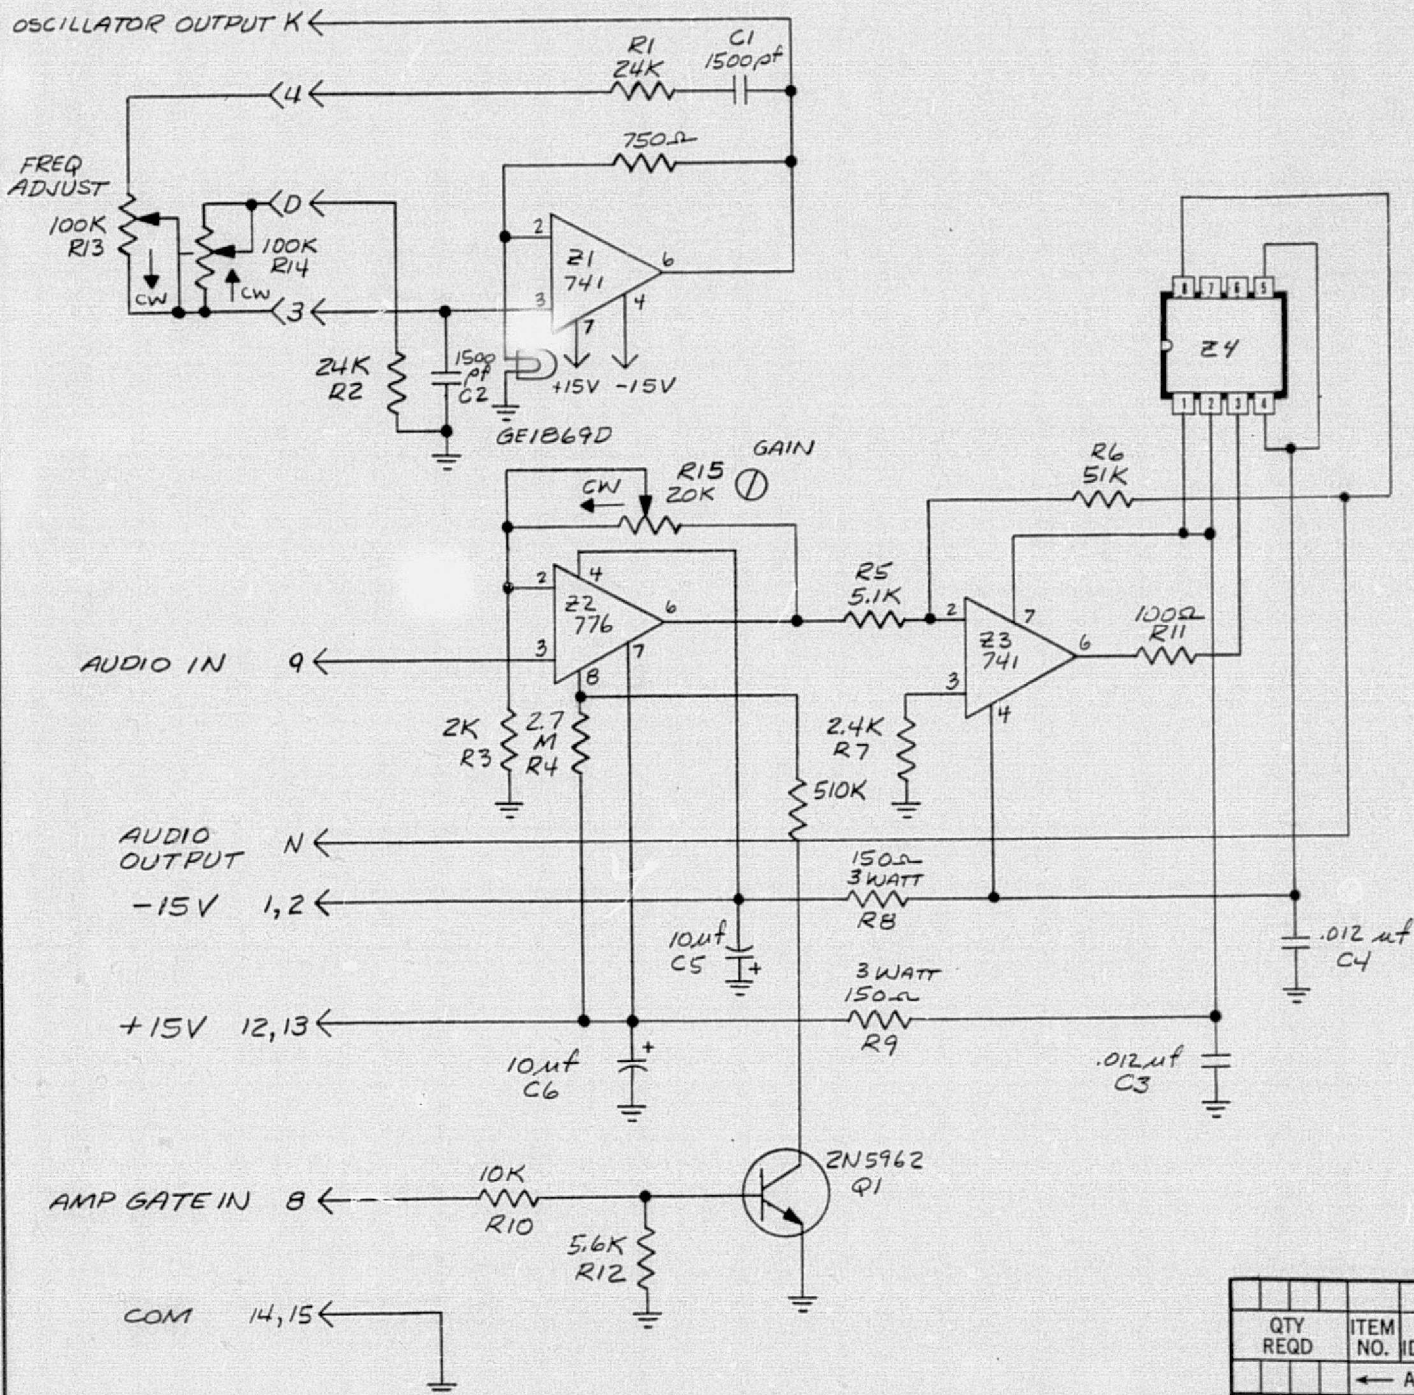 OSCILLATOR OUTPUT K
R1
24K
C1
1500pf
4
750Ω
FREQ
ADJUST
D
100K
R13
CW
100K
R14
CW
3
2
Z1
741
6
3
4
7
+15V -15V
24K
R2
1500
pf
C2
GE1869D
8 7 6 5
Z4
1 2 3 4
GAIN
R15
20K
CW
R6
51K
4
2
Z2
776
6
3
7
8
R5
5.1K
2
7
Z3
741
6
3
4
100Ω
R11
AUDIO IN 9
2K
R3
2.7
M
R4
2.4K
R7
510K
AUDIO
OUTPUT N
150Ω
3 WATT
R8
-15V 1,2
10µf
C5
+
.012 µf
C4
3 WATT
150Ω
R9
+15V 12,13
10µf
C6
+
.012µf
C3
2N5962
Q1
AMP GATE IN 8
10K
R10
5.6K
R12
COM 14,15
QTY
REQD
ITEM
NO.